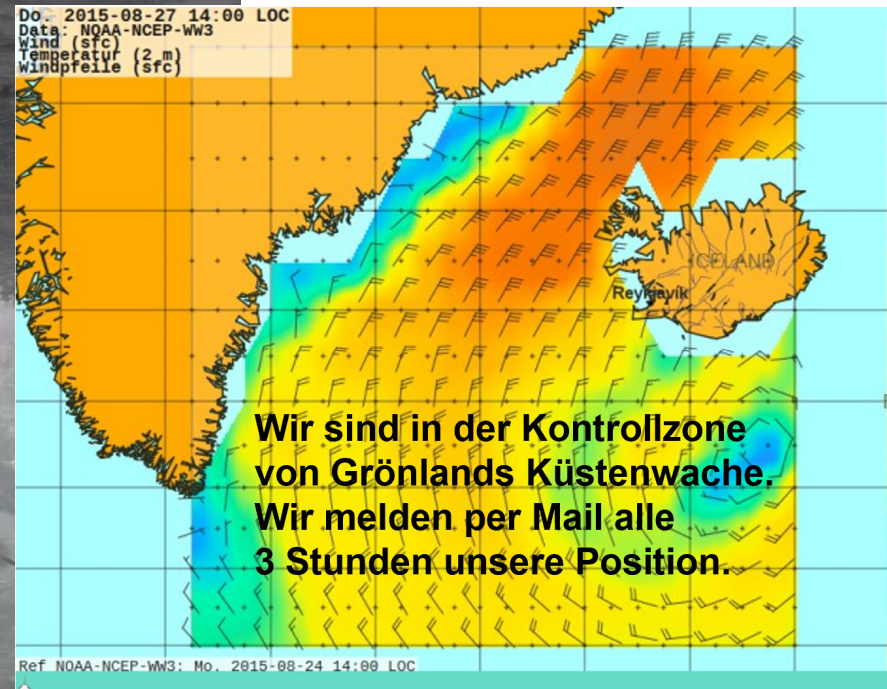 Do. 2015-08-27 14:00 LOC
Data: NOAA-NCEP-WW3
Wind (sfc)
Temperatur (2 m)
Windpfeile (sfc)
ICELAND
Reykjavík
Wir sind in der Kontrollzone
von Grönlands Küstenwache.
Wir melden per Mail alle
3 Stunden unsere Position.
Ref NOAA-NCEP-WW3: Mo. 2015-08-24 14:00 LOC